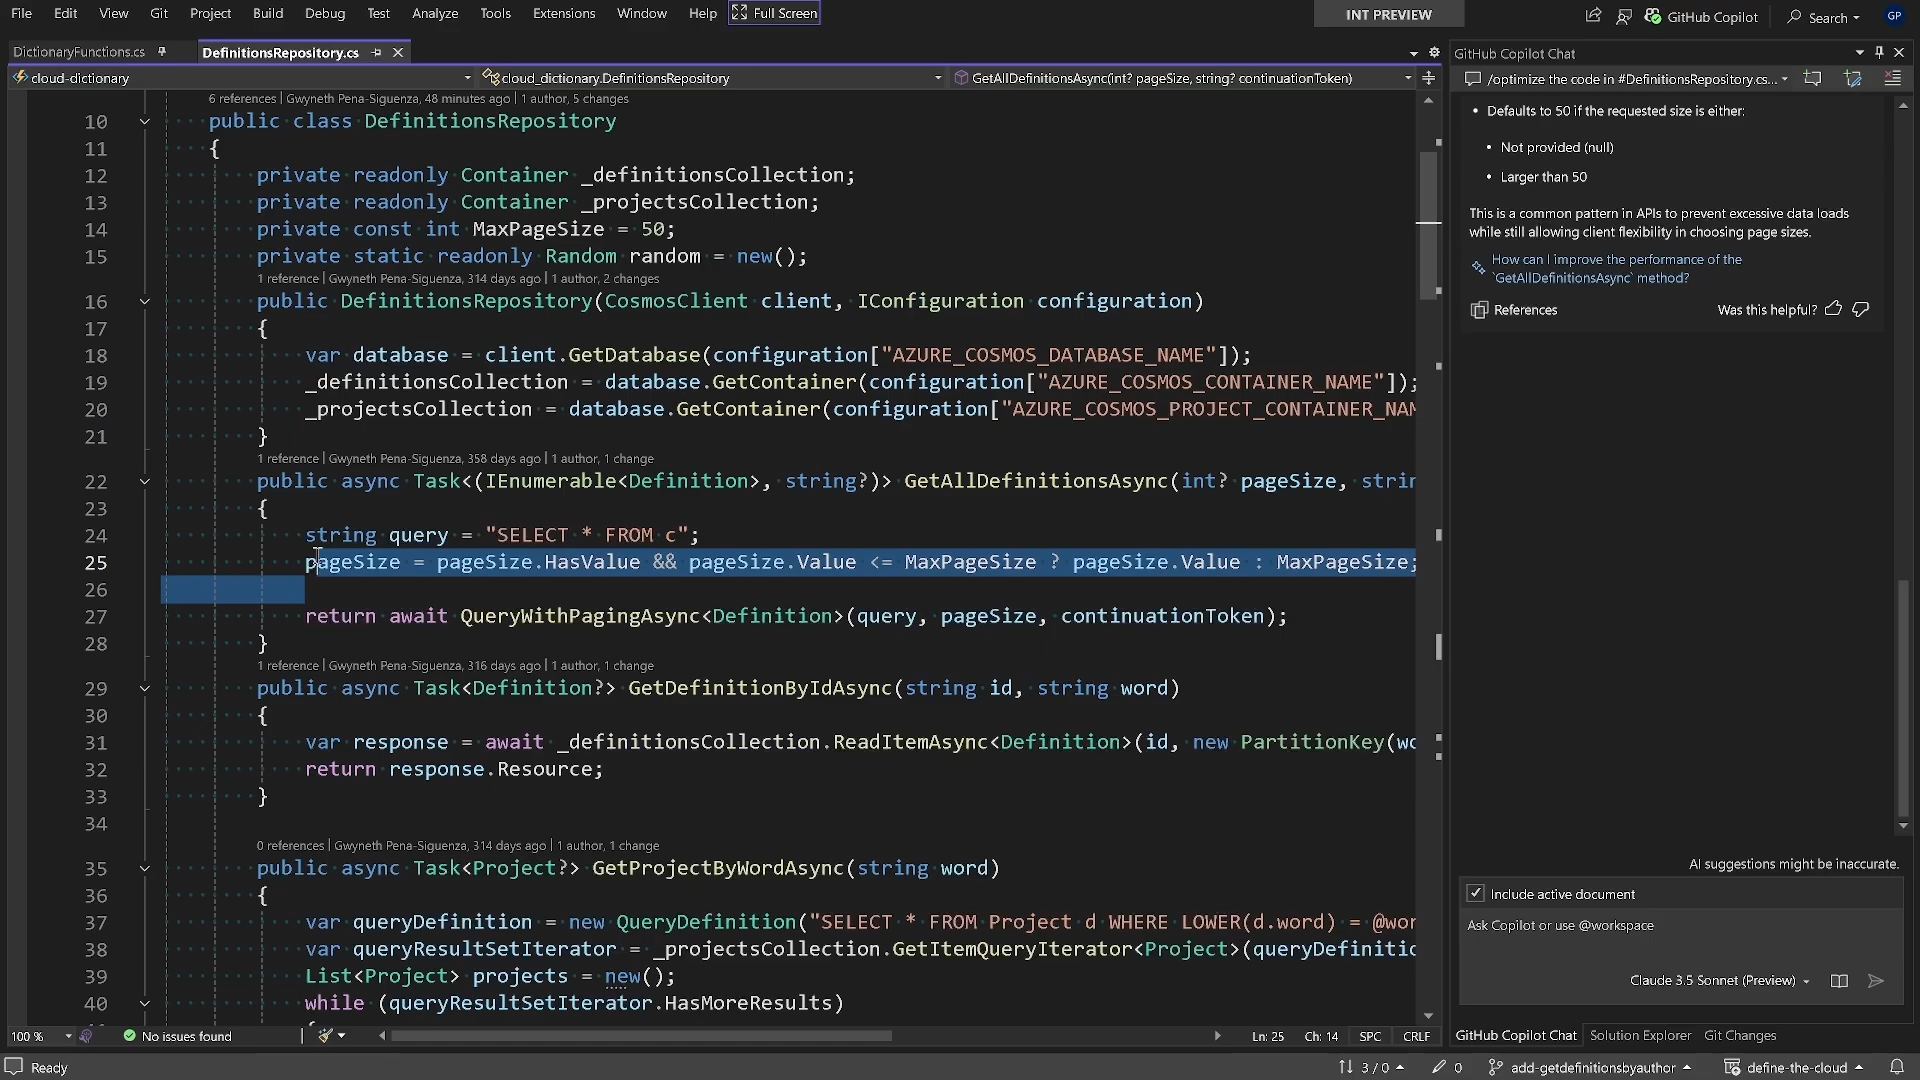 File Edit View Git Project Build Debug Test Analyze Tools Extensions Window Help Full Screen INT PREVIEW GitHub Copilot Search GP
DictionaryFunctions.cs DefinitionsRepository.cs
cloud-dictionary cloud_dictionary.DefinitionsRepository GetAllDefinitionsAsync(int? pageSize, string? continuationToken)
6 references | Gwyneth Pena-Siguenza, 48 minutes ago | 1 author, 5 changes
10 public class DefinitionsRepository
11 {
12 private readonly Container _definitionsCollection;
13 private readonly Container _projectsCollection;
14 private const int MaxPageSize = 50;
15 private static readonly Random random = new();
1 reference | Gwyneth Pena-Siguenza, 314 days ago | 1 author, 2 changes
16 public DefinitionsRepository(CosmosClient client, IConfiguration configuration)
17 {
18 var database = client.GetDatabase(configuration["AZURE_COSMOS_DATABASE_NAME"]);
19 _definitionsCollection = database.GetContainer(configuration["AZURE_COSMOS_CONTAINER_NAME"]);
20 _projectsCollection = database.GetContainer(configuration["AZURE_COSMOS_PROJECT_CONTAINER_NAM
21 }
1 reference | Gwyneth Pena-Siguenza, 358 days ago | 1 author, 1 change
22 public async Task<(IEnumerable<Definition>, string?)> GetAllDefinitionsAsync(int? pageSize, strin
23 {
24 string query = "SELECT * FROM c";
25 pageSize = pageSize.HasValue && pageSize.Value <= MaxPageSize ? pageSize.Value : MaxPageSize;
26
27 return await QueryWithPagingAsync<Definition>(query, pageSize, continuationToken);
28 }
1 reference | Gwyneth Pena-Siguenza, 316 days ago | 1 author, 1 change
29 public async Task<Definition?> GetDefinitionByIdAsync(string id, string word)
30 {
31 var response = await _definitionsCollection.ReadItemAsync<Definition>(id, new PartitionKey(wo
32 return response.Resource;
33 }
34
0 references | Gwyneth Pena-Siguenza, 314 days ago | 1 author, 1 change
35 public async Task<Project?> GetProjectByWordAsync(string word)
36 {
37 var queryDefinition = new QueryDefinition("SELECT * FROM Project d WHERE LOWER(d.word) = @wor
38 var queryResultSetIterator = _projectsCollection.GetItemQueryIterator<Project>(queryDefinitio
39 List<Project> projects = new();
40 while (queryResultSetIterator.HasMoreResults)
100 % No issues found Ln: 25 Ch: 14 SPC CRLF
GitHub Copilot Chat
/optimize the code in #DefinitionsRepository.cs...
• Defaults to 50 if the requested size is either:
• Not provided (null)
• Larger than 50
This is a common pattern in APIs to prevent excessive data loads
while still allowing client flexibility in choosing page sizes.
How can I improve the performance of the
`GetAllDefinitionsAsync` method?
References Was this helpful?
AI suggestions might be inaccurate.
Include active document
Ask Copilot or use @workspace
Claude 3.5 Sonnet (Preview)
GitHub Copilot Chat Solution Explorer Git Changes
Ready 3 / 0 0 add-getdefinitionsbyauthor define-the-cloud